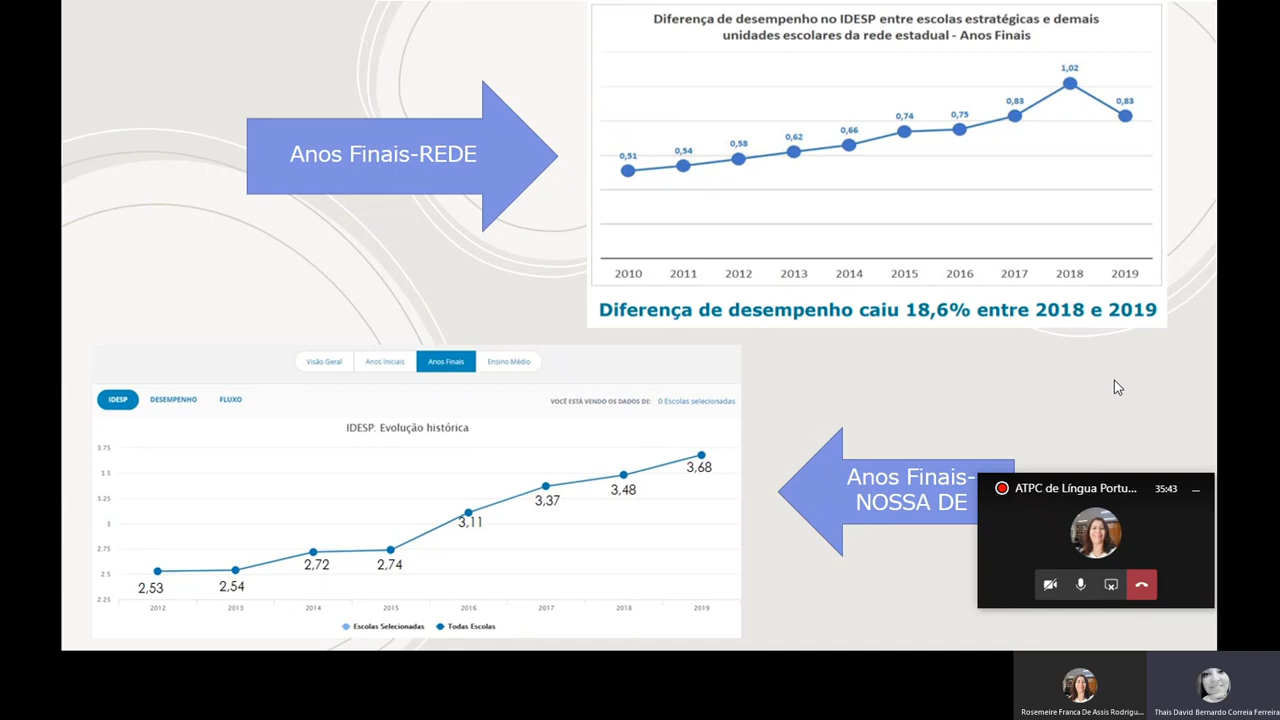 Diferença de desempenho no IDESP entre escolas estratégicas e demais
unidades escolares da rede estadual - Anos Finais
1,02
0,83
0,83
0,74
0,75
0,66
0,62
0,58
0,54
0,51
2010 2011 2012 2013 2014 2015 2016 2017 2018 2019
Anos Finais-REDE
Diferença de desempenho caiu 18,6% entre 2018 e 2019
Visão Geral Anos Iniciais Anos Finais Ensino Médio
IDESP DESEMPENHO FLUXO VOCÊ ESTÁ VENDO OS DADOS DE: 0 Escolas selecionadas
IDESP: Evolução histórica
3.75
3.5
3.25
3
2.75
2.5
2.25
2,53
2,54
2,72
2,74
3,11
3,37
3,48
3,68
2012 2013 2014 2015 2016 2017 2018 2019
Escolas Selecionadas Todas Escolas
Anos Finais-
NOSSA DE
ATPC de Língua Portu... 35:43
Rosemeire Franca De Assis Rodrigu...
Thais David Bernardo Correia Ferreira